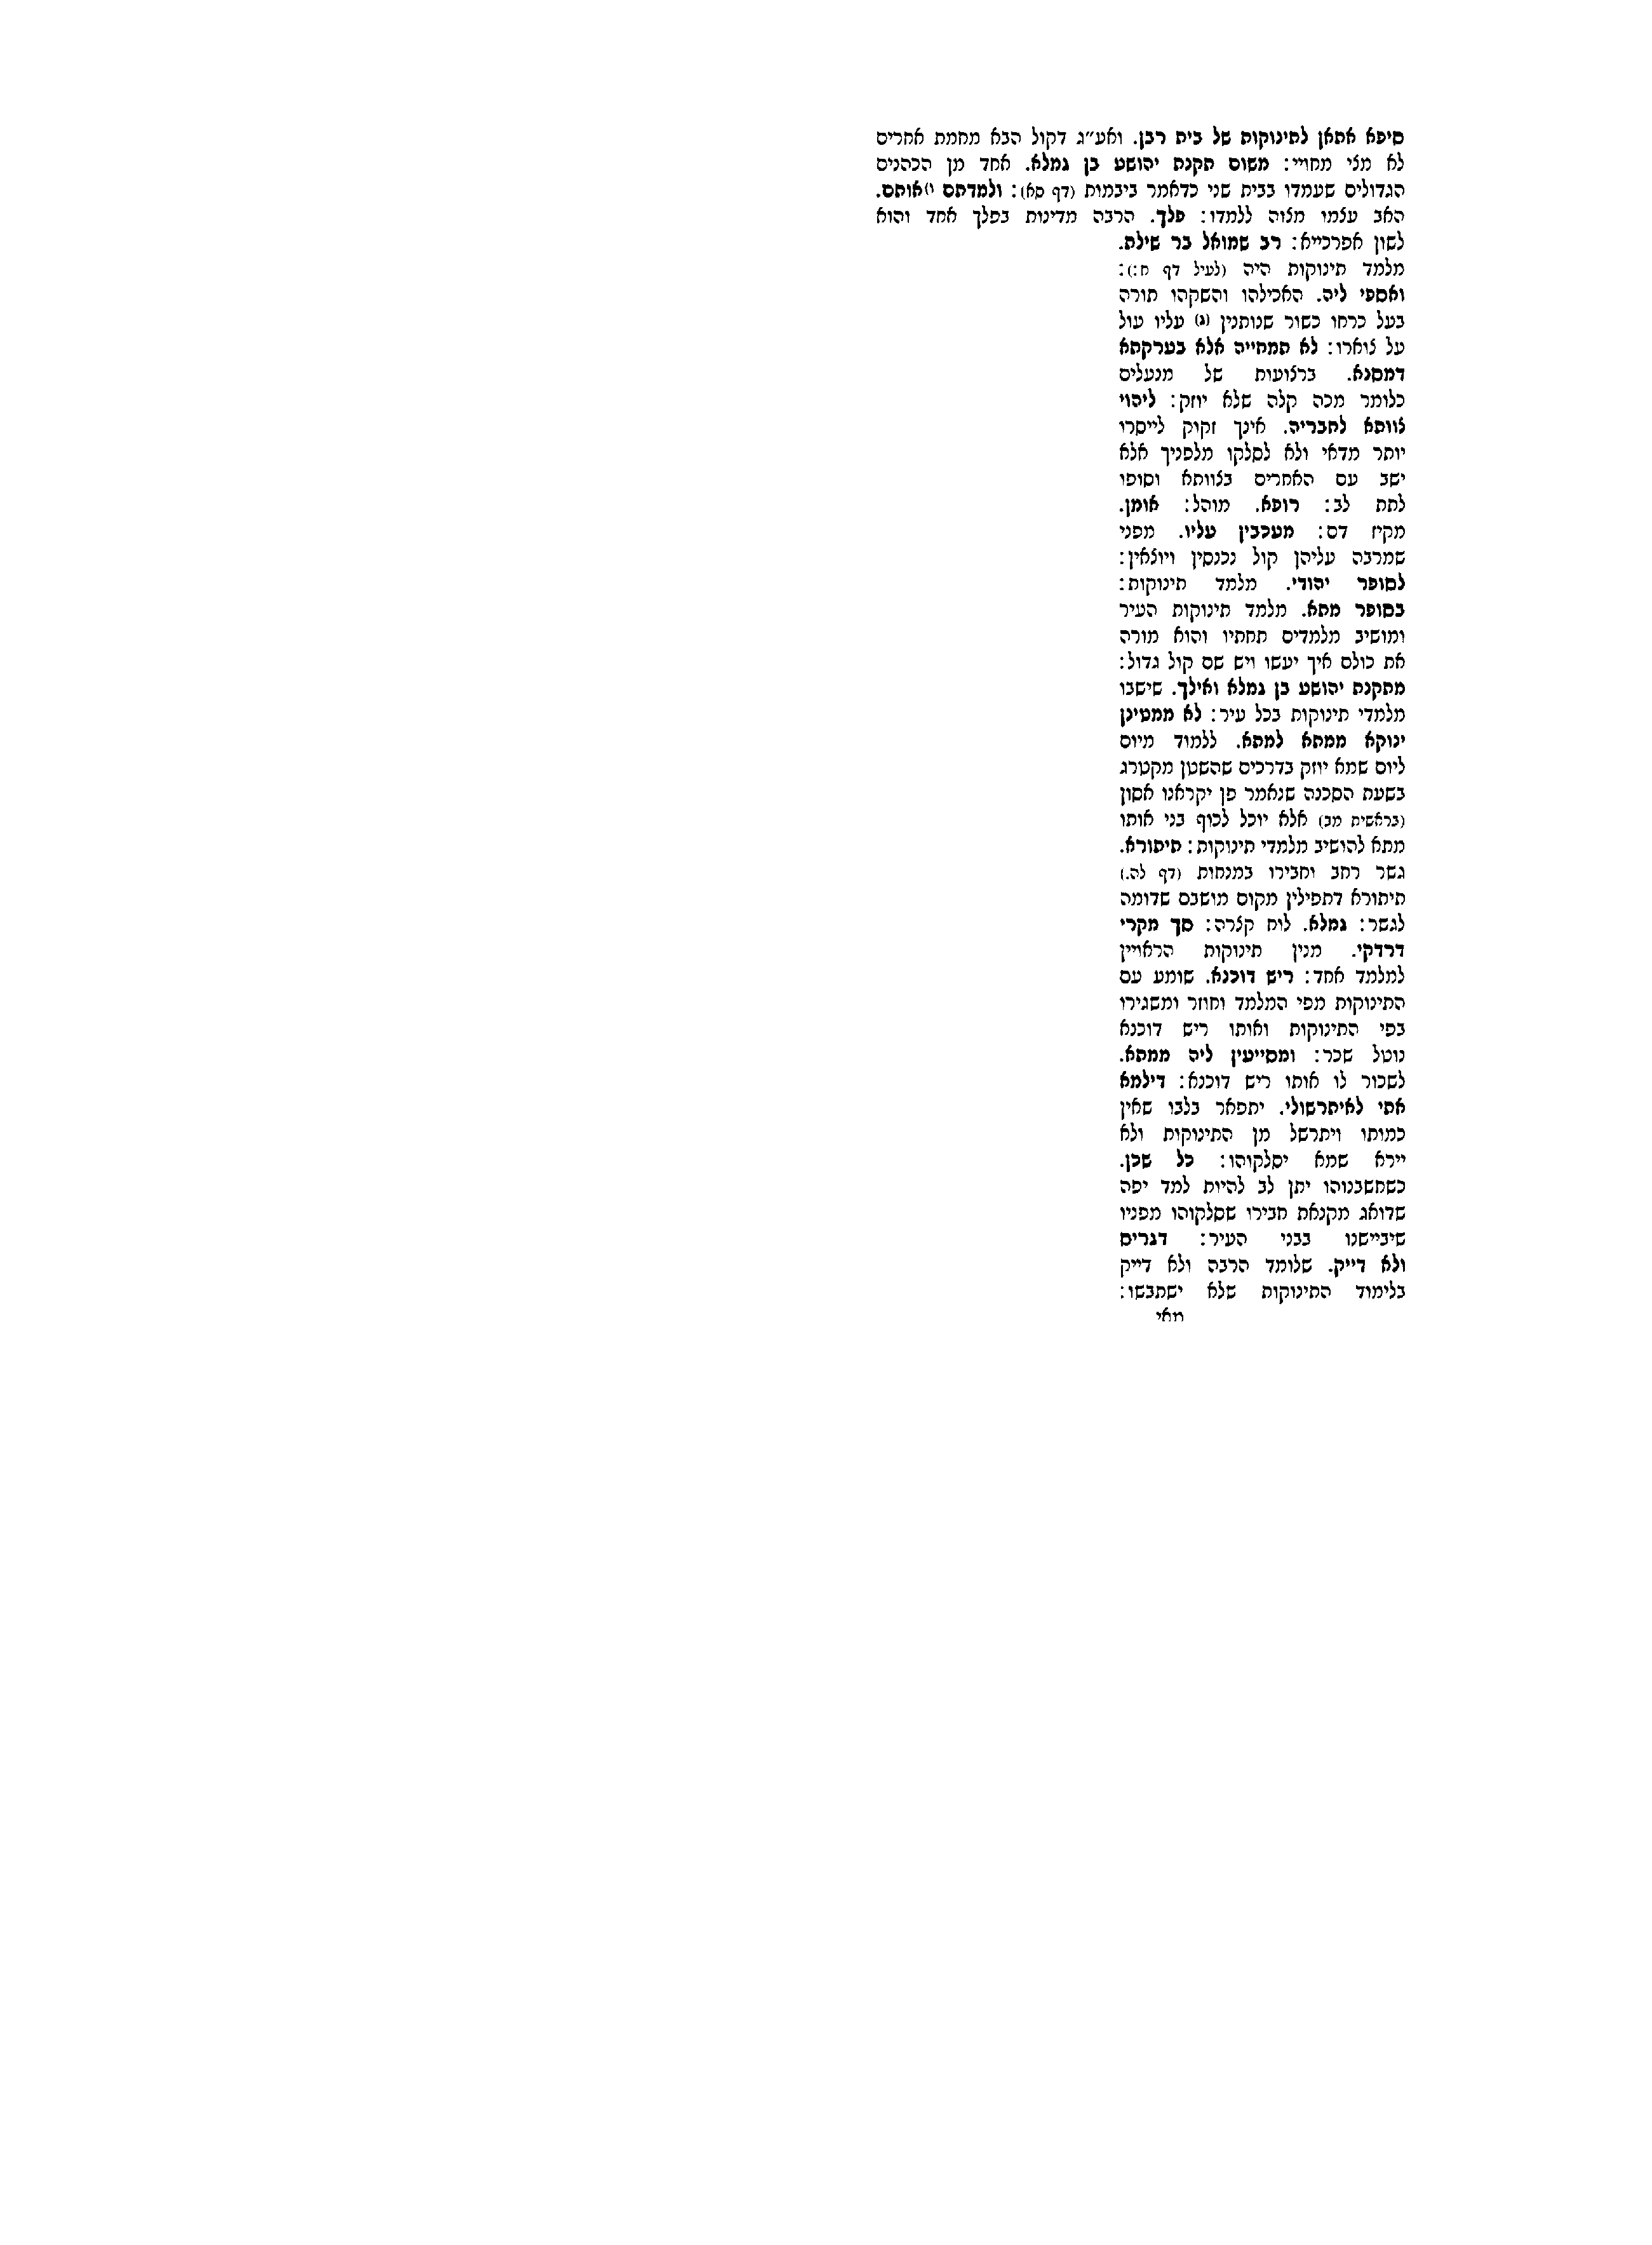 סיפא אתאן לתינוקות של בית רבן. ואע"ג דקול הבא מחמת אחרים
לא מצי מחויי: משום תקנת יהושע בן גמלא. אחד מן הכהנים
הגדולים שעמדו בבית שני כדאמר ביבמות (דף סא): ולמדתם ו)אותם.
האב עצמו מצוה ללמדו: פלך. הרבה מדינות בפלך אחד והוא
לשון אפרכייא: רב שמואל בר שילת.
מלמד תינוקות היה (לעיל דף ח:):
ואספי ליה. האכילהו והשקהו תורה
בעל כרחו כשור שנותנין (ג) עליו עול
על צוארו: לא תמחייה אלא בערקתא
דמסנא. ברצועות של מנעלים
כלומר מכה קלה שלא יוזק: ליהוי
צוותא לחבריה. אינך זקוק לייסרו
יותר מדאי ולא לסלקו מלפניך אלא
ישב עם האחרים בצוותא וסופו
לתת לב: רופא. מוהל: אומן.
מקיז דם: מעכבין עליו. מפני
שמרבה עליהן קול נכנסין ויוצאין:
לסופר יהודי. מלמד תינוקות:
בסופר מתא. מלמד תינוקות העיר
ומושיב מלמדים תחתיו והוא מורה
את כולם איך יעשו ויש שם קול גדול:
מתקנת יהושע בן גמלא ואילך. שישבו
מלמדי תינוקות בכל עיר: לא ממטינן
ינוקא ממתא למתא. ללמוד מיום
ליום שמא יוזק בדרכים שהשטן מקטרג
בשעת הסכנה שנאמר פן יקראנו אסון
(בראשית מב) אלא יוכל לכוף בני אותו
מתא להושיב מלמדי תינוקות: תיתורא.
גשר רחב וחבירו במנחות (דף לה.)
תיתורא דתפילין מקום מושבם שדומה
לגשר: גמלא. לוח קצרה: סך מקרי
דרדקי. מנין תינוקות הראויין
למלמד אחד: ריש דוכנא. שומע עם
התינוקות מפי המלמד וחוזר ומשגירו
בפי התינוקות ואותו ריש דוכנא
נוטל שכר: ומסייעין ליה ממתא.
לשכור לו אותו ריש דוכנא: דילמא
אתי לאיתרשולי. יתפאר בלבו שאין
כמותו ויתרשל מן התינוקות ולא
יירא שמא יסלקוהו: כל שכן.
כשחשבנוהו יתן לב להיות למד יפה
שדואג מקנאת חבירו שסלקוהו מפניו
שיביישנו בבני העיר: דגריס
ולא דייק. שלומד הרבה ולא דייק
בלימוד התינוקות שלא ישתבשו:
מאי